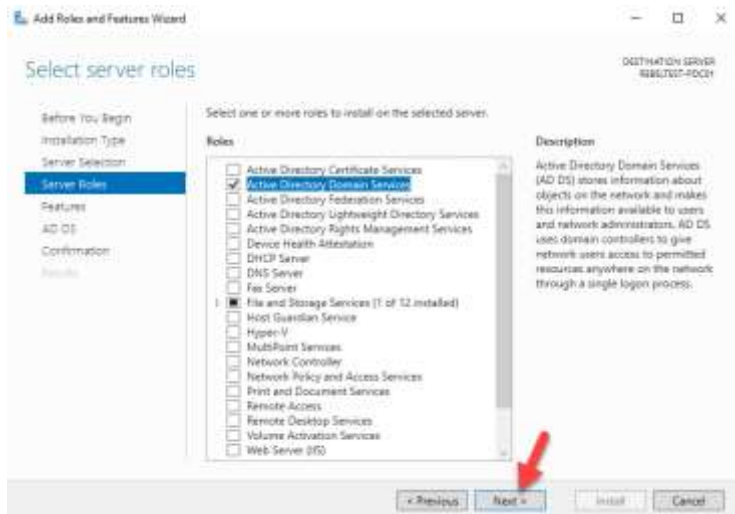 Add Roles and Features Wizard
Select server roles
DESTINATION SERVER
REBELTEST-PDC01
Before You Begin
Installation Type
Server Selection
Server Roles
Features
AD DS
Confirmation
Results
Select one or more roles to install on the selected server.
Roles
Active Directory Certificate Services
Active Directory Domain Services
Active Directory Federation Services
Active Directory Lightweight Directory Services
Active Directory Rights Management Services
Device Health Attestation
DHCP Server
DNS Server
Fax Server
File and Storage Services (1 of 12 installed)
Host Guardian Service
Hyper-V
MultiPoint Services
Network Controller
Network Policy and Access Services
Print and Document Services
Remote Access
Remote Desktop Services
Volume Activation Services
Web Server (IIS)
Description
Active Directory Domain Services
(AD DS) stores information about
objects on the network and makes
this information available to users
and network administrators. AD DS
uses domain controllers to give
network users access to permitted
resources anywhere on the network
through a single logon process.
< Previous
Next >
Install
Cancel